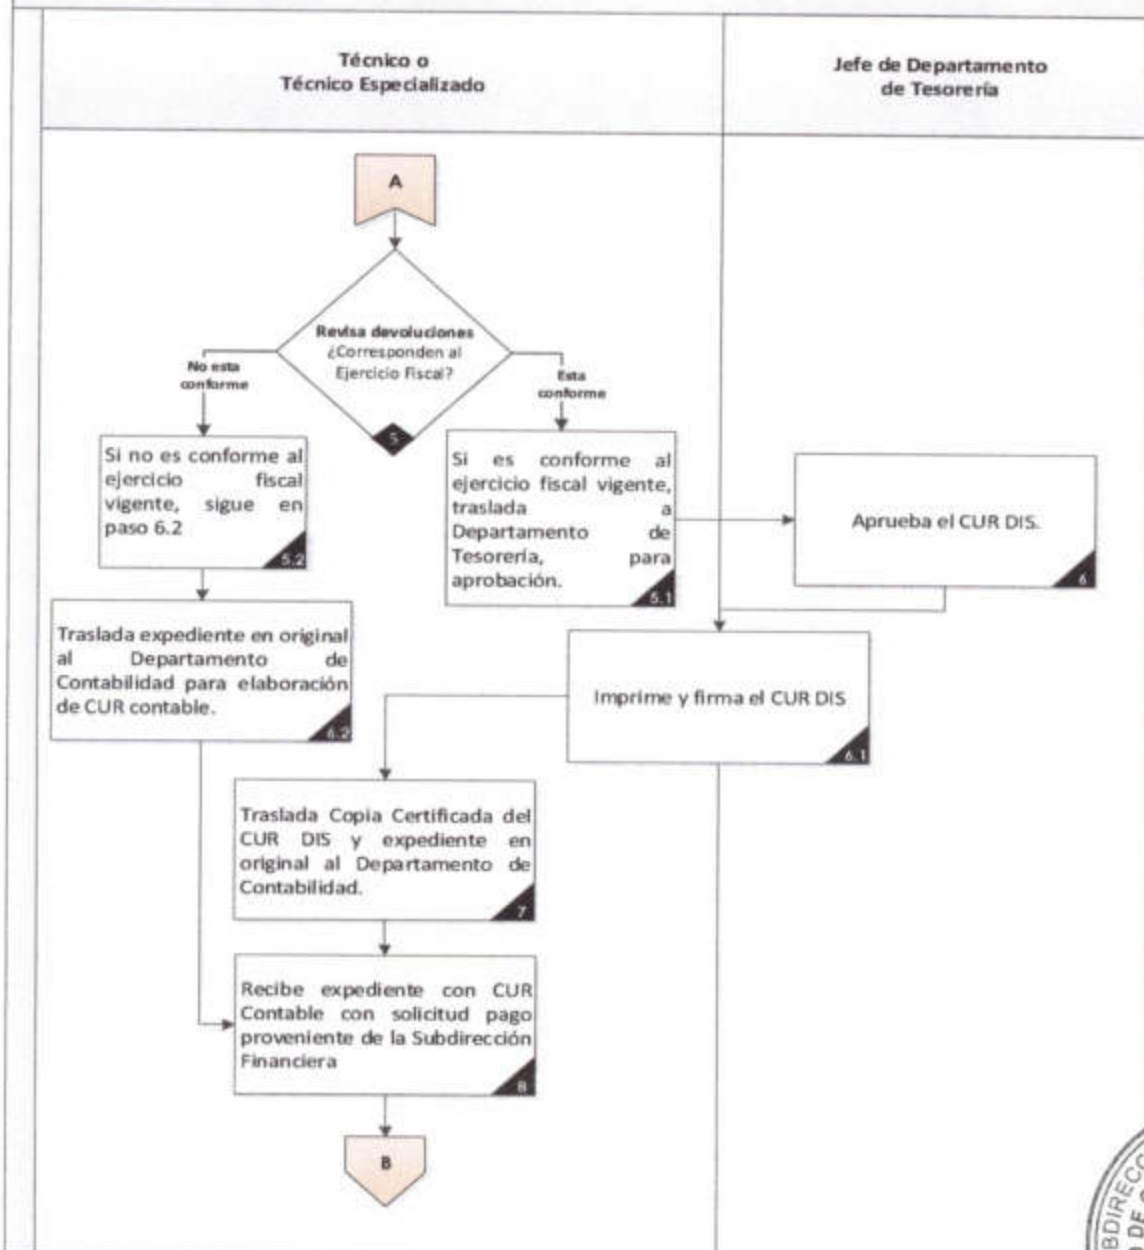 Técnico o
Técnico Especializado
Jefe de Departamento
de Tesorería
A
Revisa devoluciones
¿Corresponden al
Ejercicio Fiscal?
5
No esta
conforme
Esta
conforme
Si no es conforme al
ejercicio fiscal
vigente, sigue en
paso 6.2
5.2
Si es conforme al
ejercicio fiscal vigente,
traslada a
Departamento de
Tesorería, para
aprobación.
5.1
Aprueba el CUR DIS.
6
Traslada expediente en original
al Departamento de
Contabilidad para elaboración
de CUR contable.
6.2
Imprime y firma el CUR DIS
6.1
Traslada Copia Certificada del
CUR DIS y expediente en
original al Departamento de
Contabilidad.
7
Recibe expediente con CUR
Contable con solicitud pago
proveniente de la Subdirección
Financiera
8
B